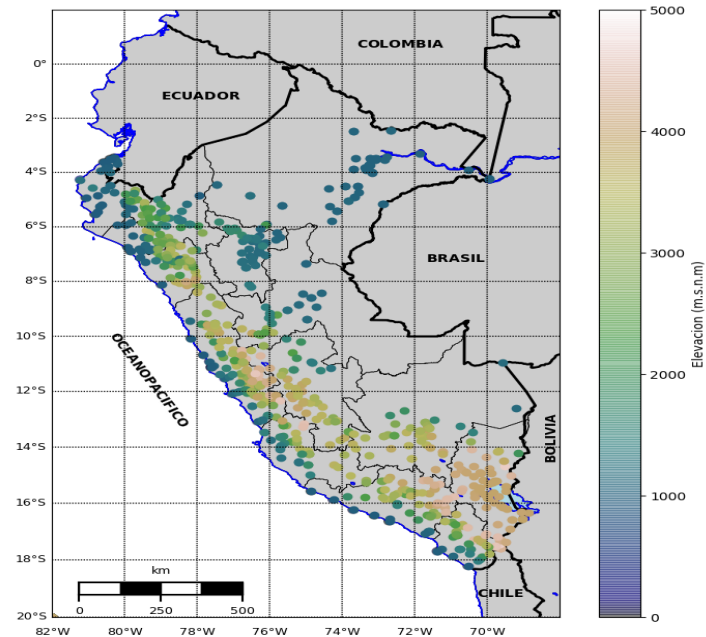 COLOMBIA
ECUADOR
BRASIL
OCEANOPACIFICO
BOLIVIA
CHILE
0°
2°S
4°S
6°S
8°S
10°S
12°S
14°S
16°S
18°S
20°S
82°W
80°W
78°W
76°W
74°W
72°W
70°W
km
0
250
500
5000
4000
3000
2000
1000
0
Elevacion (m.s.n.m)